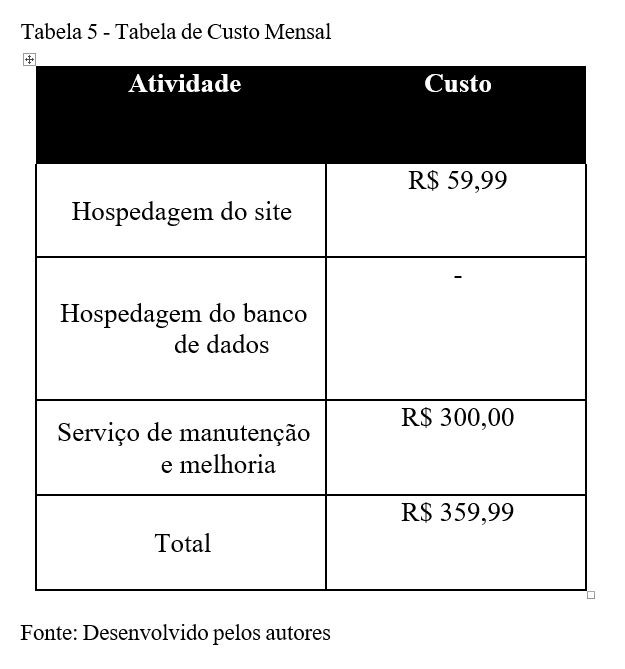 Tabela 5 - Tabela de Custo Mensal
Atividade Custo
Hospedagem do site R$ 59,99
Hospedagem do banco -
de dados
Serviço de manutenção R$ 300,00
e melhoria
Total R$ 359,99
Fonte: Desenvolvido pelos autores